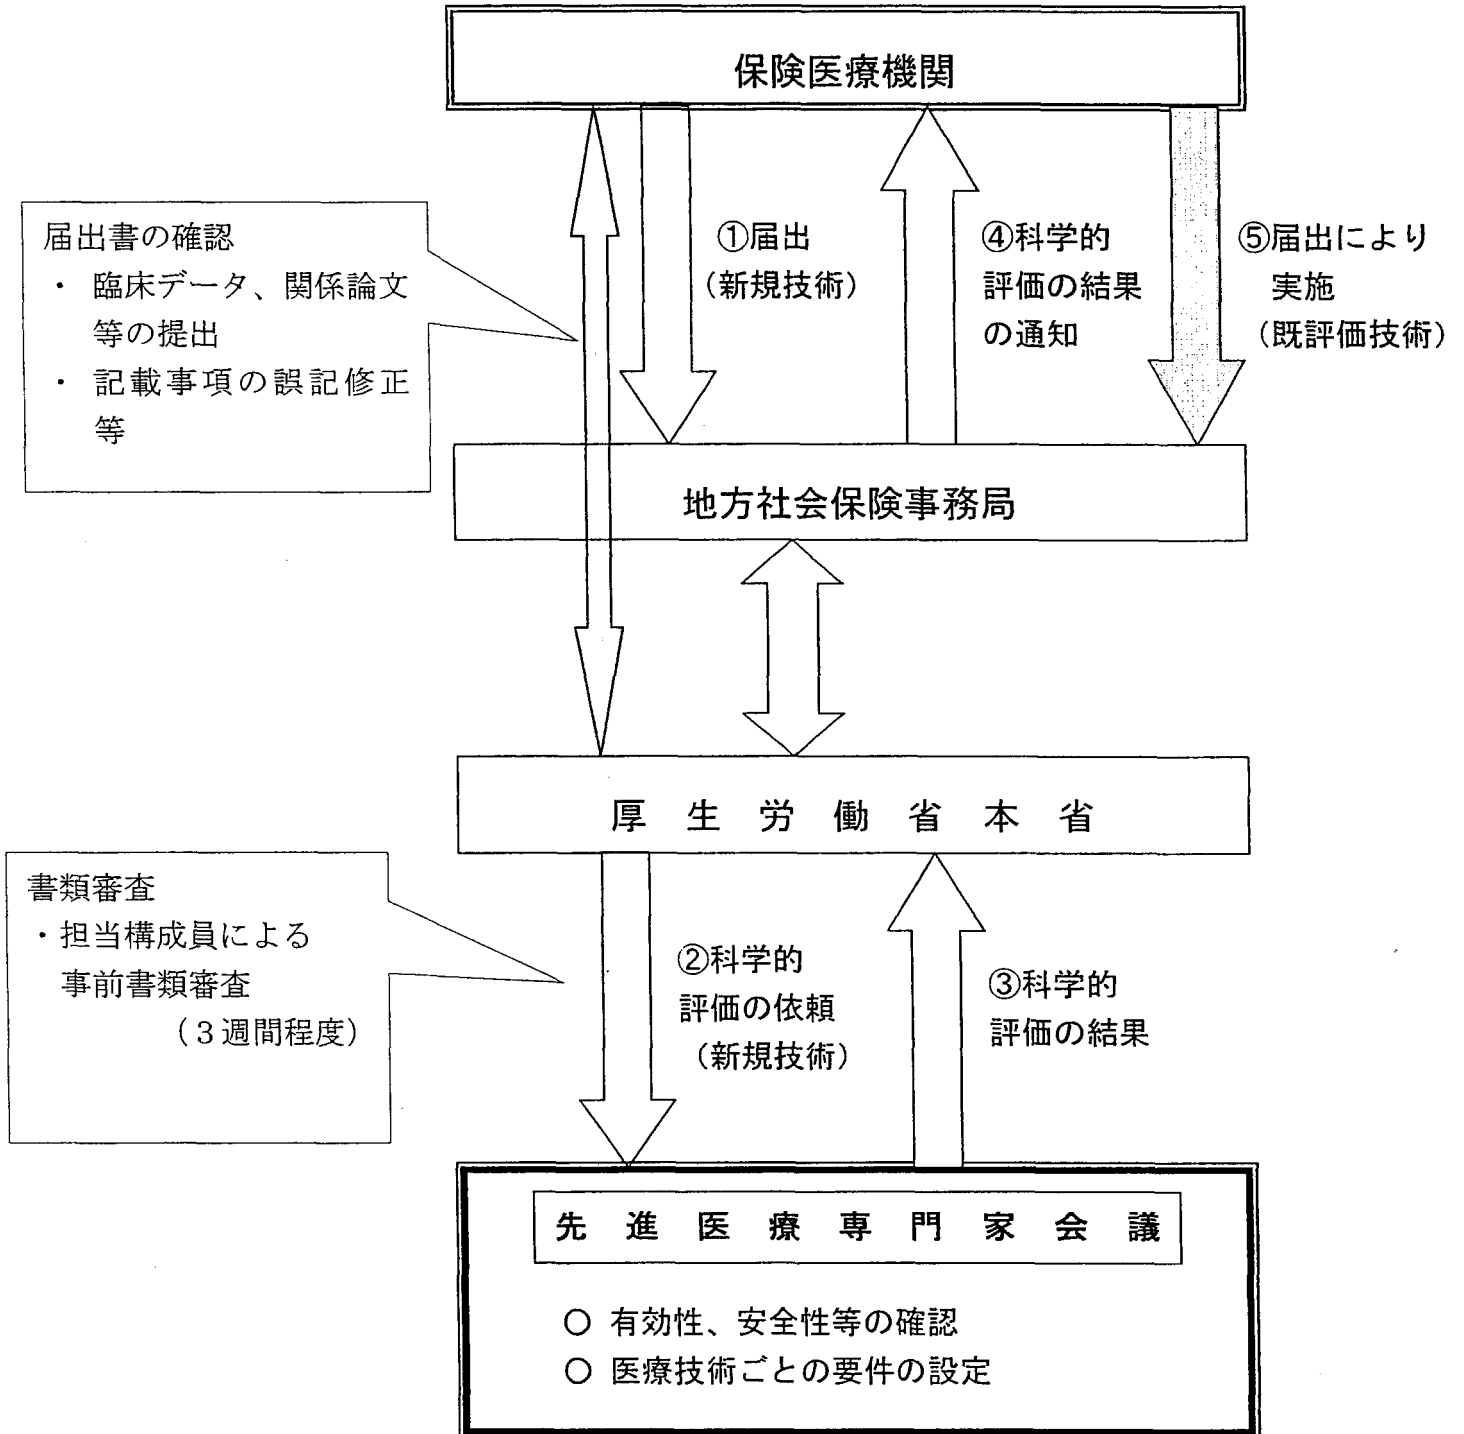 保険医療機関
届出書の確認
・ 臨床データ、関係論文
等の提出
・ 記載事項の誤記修正
等
①届出
(新規技術)
④科学的
評価の結果
の通知
⑤届出により
実施
(既評価技術)
地方社会保険事務局
厚 生 労 働 省 本 省
書類審査
・担当構成員による
事前書類審査
(3週間程度)
②科学的
評価の依頼
(新規技術)
③科学的
評価の結果
先 進 医 療 専 門 家 会 議
○ 有効性、安全性等の確認
○ 医療技術ごとの要件の設定